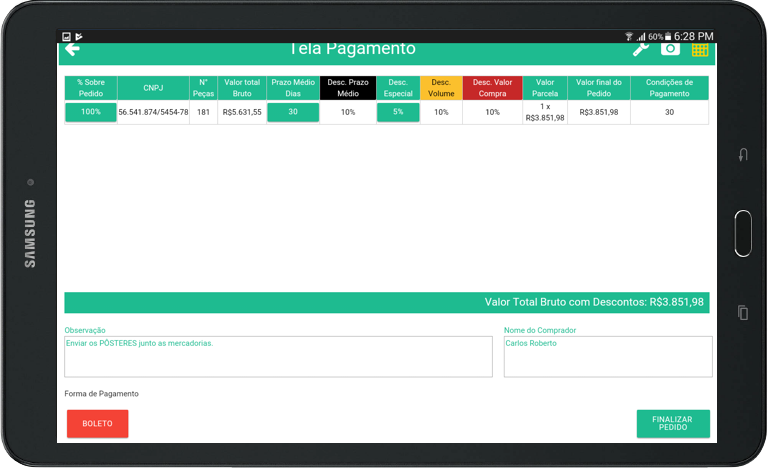 60% 6:28 PM
Tela Pagamento
% Sobre Pedido
CNPJ
N° Peças
Valor total Bruto
Prazo Médio Dias
Desc. Prazo Médio
Desc. Especial
Desc. Volume
Desc. Valor Compra
Valor Parcela
Valor final do Pedido
Condições de Pagamento
100%
56.541.874/5454-78
181
R$5.631,55
30
10%
5%
10%
10%
1 x R$3.851,98
R$3.851,98
30
SAMSUNG
Valor Total Bruto com Descontos: R$3.851,98
Observação
Nome do Comprador
Enviar os PÔSTERES junto as mercadorias.
Carlos Roberto
Forma de Pagamento
BOLETO
FINALIZAR
PEDIDO